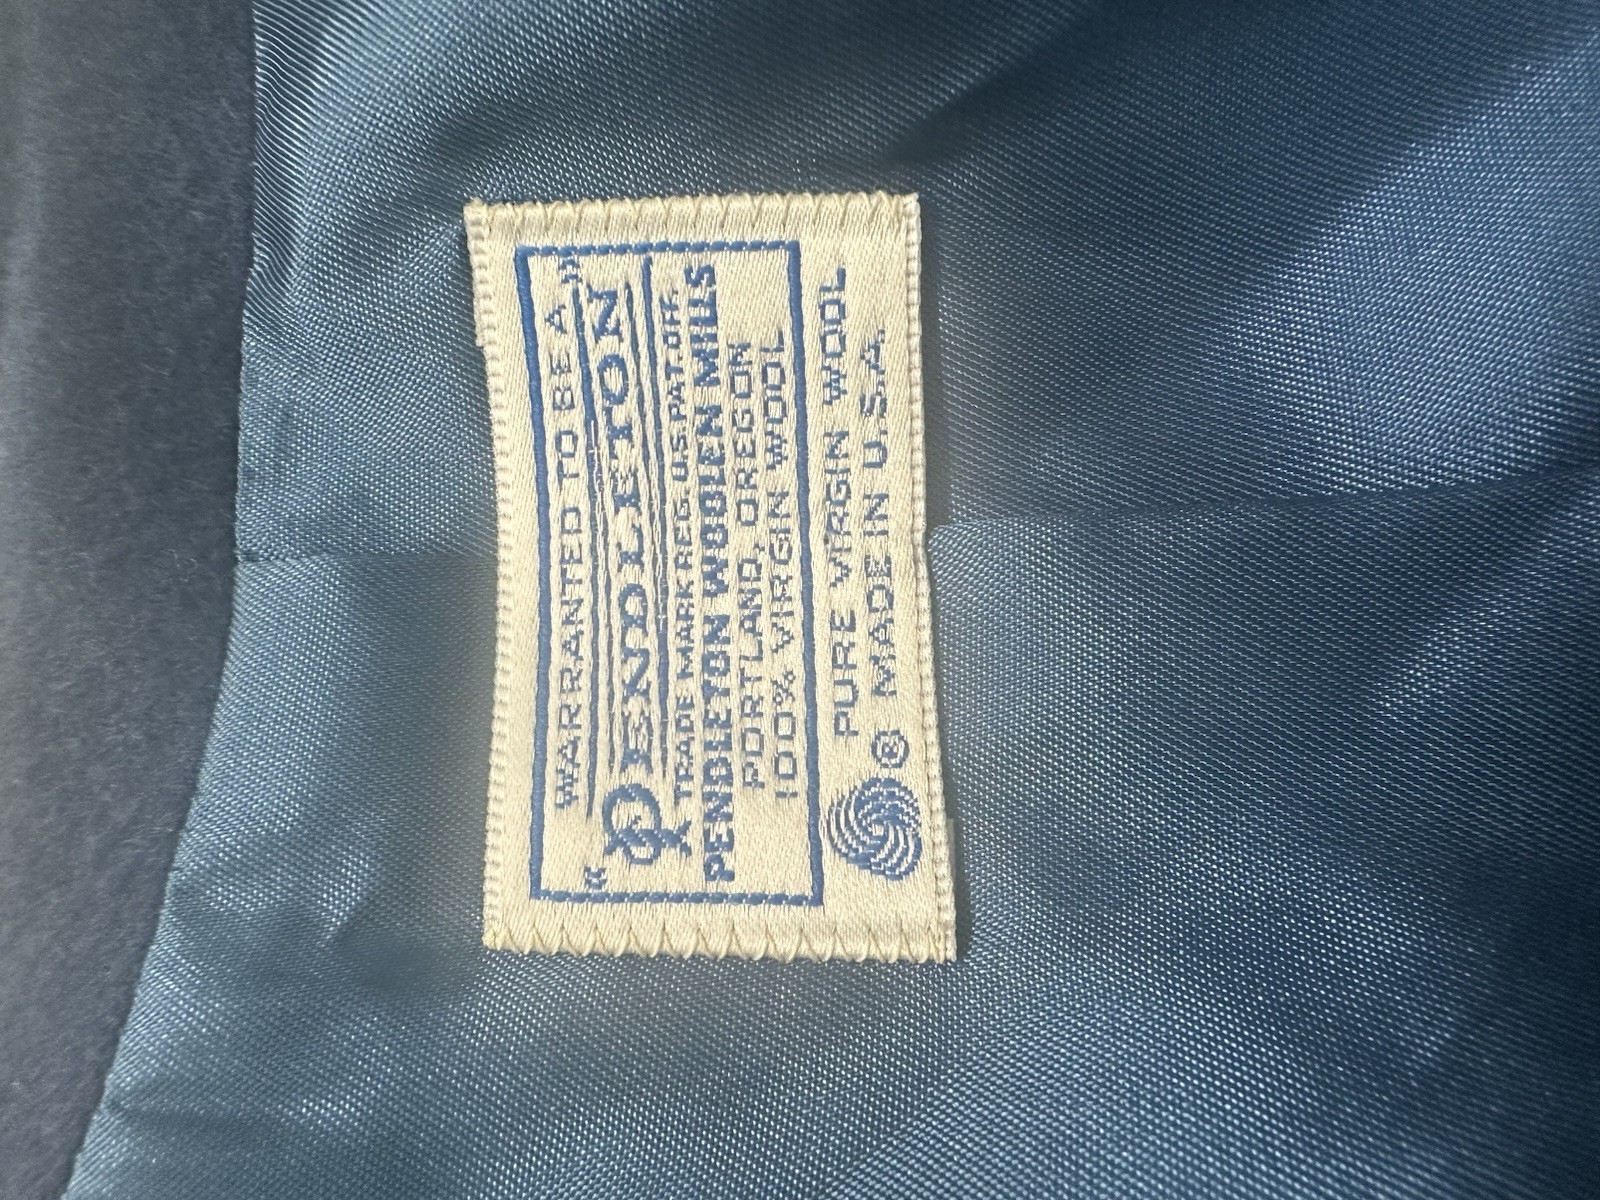 WARRANTED TO BE A
"PENDLETON"
TRADE MARK REG. U.S. PAT. OFF.
PENDLETON WOOLEN MILLS
PORTLAND, OREGON
100% VIRGIN WOOL
PURE VIRGIN WOOL
® MADE IN U.S.A.